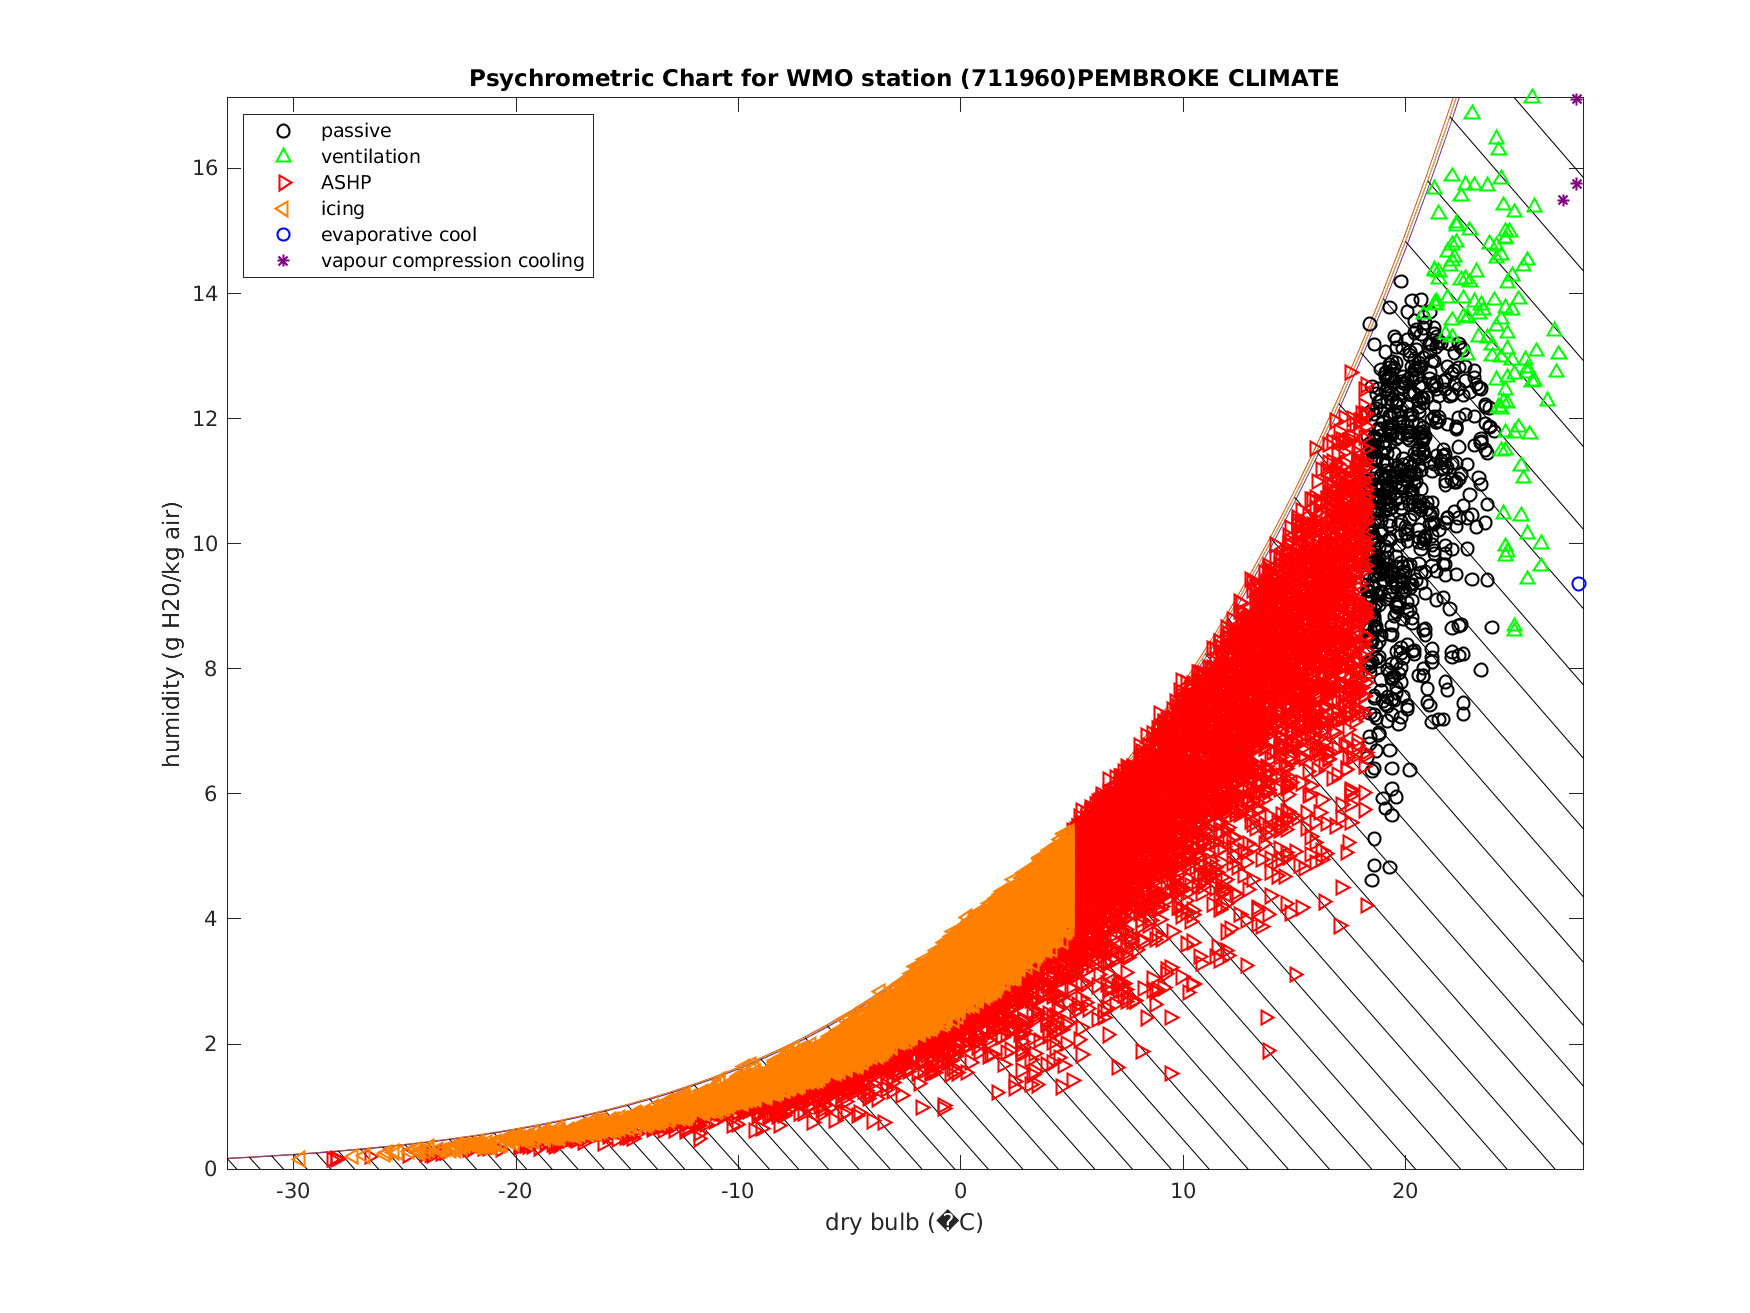 Psychrometric Chart for WMO station (711960)PEMBROKE CLIMATE
passive
ventilation
ASHP
icing
evaporative cool
vapour compression cooling
16
14
12
10
8
6
4
2
0
humidity (g H20/kg air)
-30
-20
-10
0
10
20
dry bulb (�C)